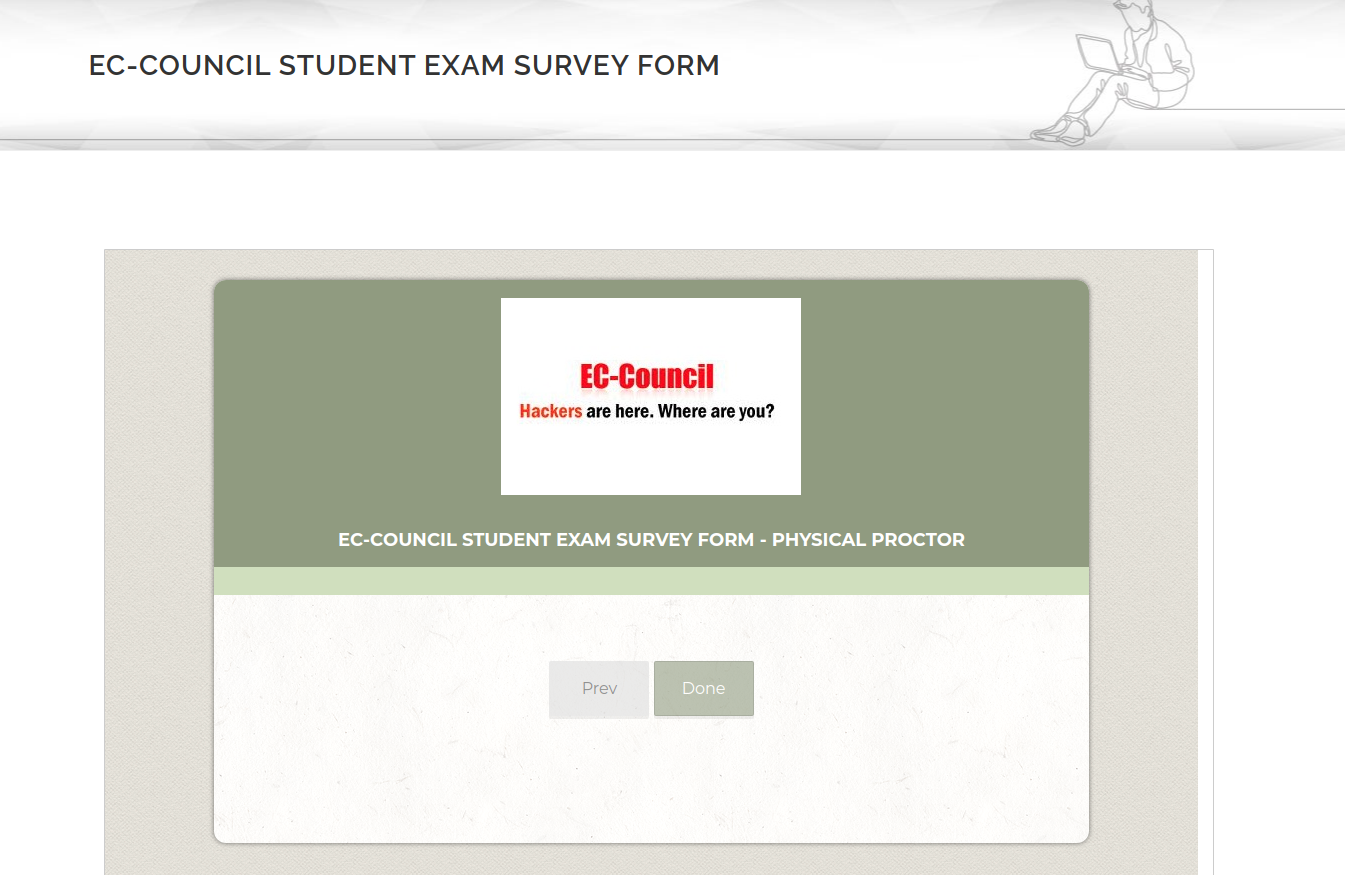 EC-COUNCIL STUDENT EXAM SURVEY FORM
EC-Council
Hackers are here. Where are you?
EC-COUNCIL STUDENT EXAM SURVEY FORM - PHYSICAL PROCTOR
Prev Done